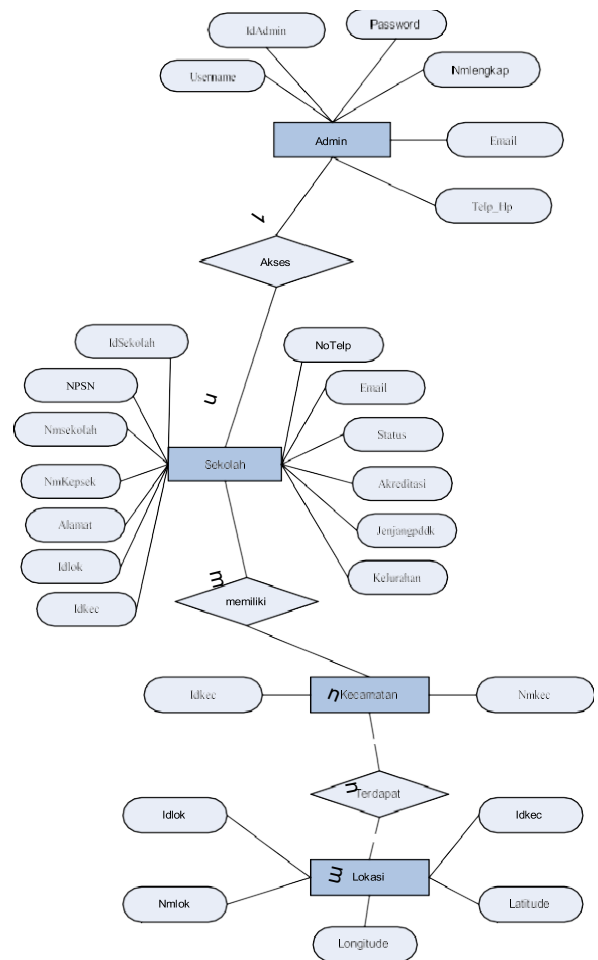 Password
IdAdmin
Nmlengkap
Username
Admin
Email
Telp_Hp
1
Akses
IdSekolah
NoTelp
NPSN
Email
n
Nmsekolah
Status
Sekolah
NmKepsek
Akreditasi
Alamat
Jenjangpddk
Idlok
m
Kelurahan
Idkec
memiliki
Idkec
n
Kecamatan
Nmkec
n
Terdapat
Idlok
Idkec
m
Lokasi
Nmlok
Latitude
Longitude